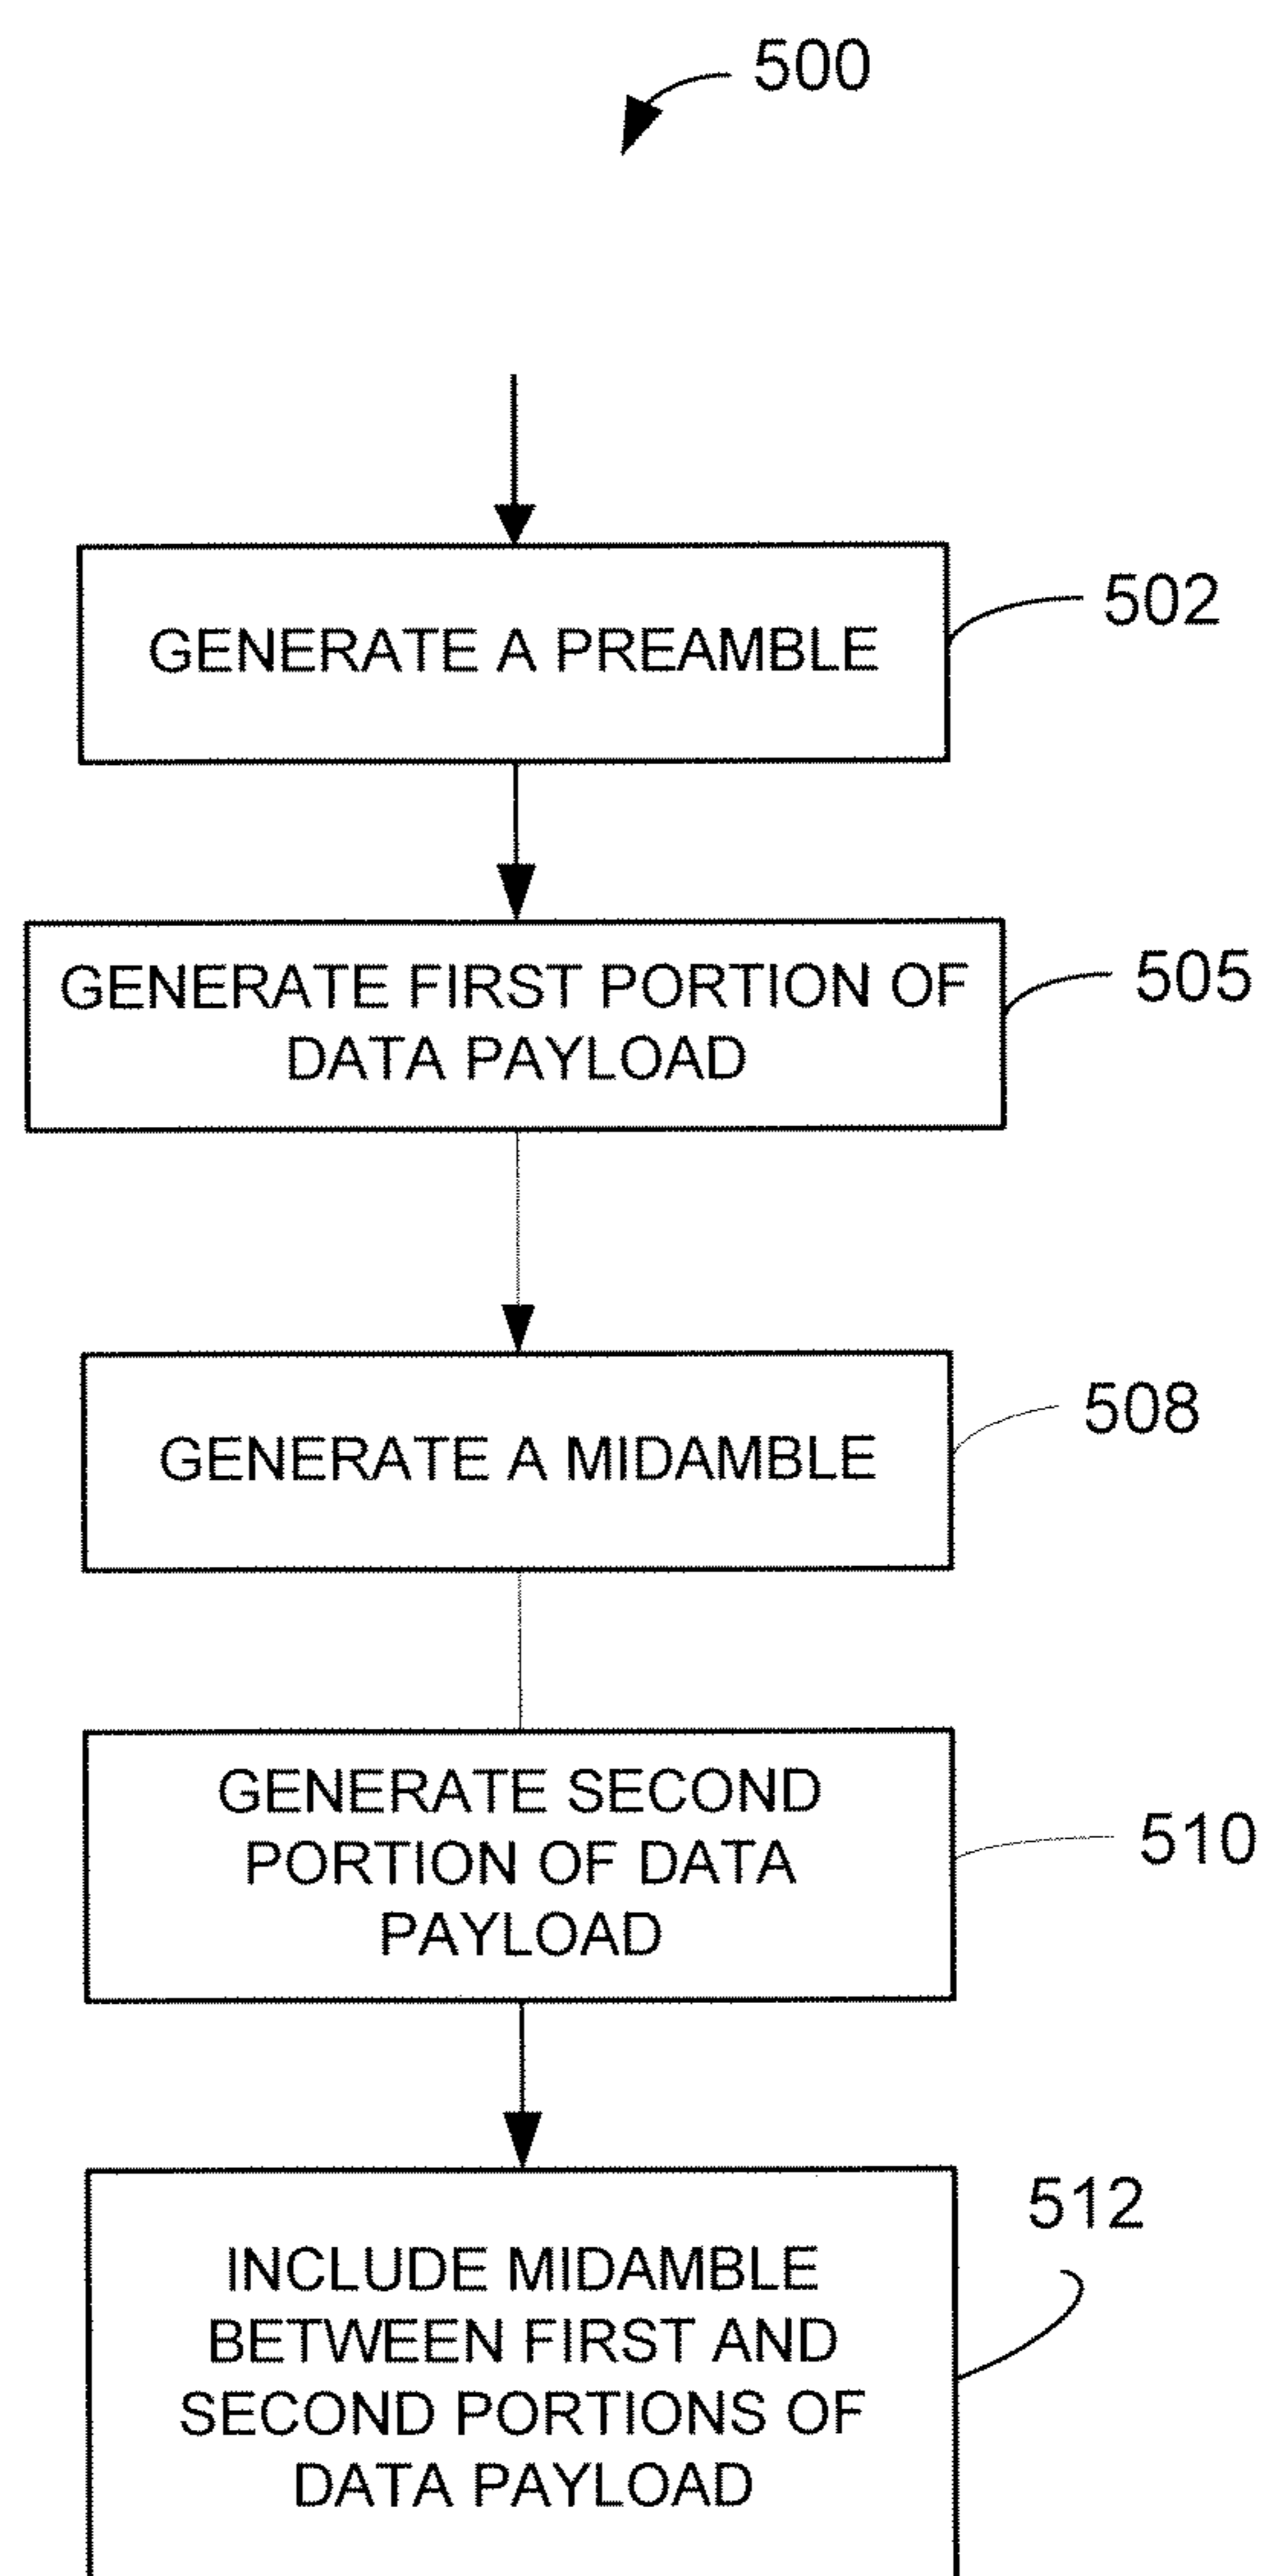 500
GENERATE A PREAMBLE
502
GENERATE FIRST PORTION OF
DATA PAYLOAD
505
GENERATE A MIDAMBLE
508
GENERATE SECOND
PORTION OF DATA
PAYLOAD
510
INCLUDE MIDAMBLE
BETWEEN FIRST AND
SECOND PORTIONS OF
DATA PAYLOAD
512